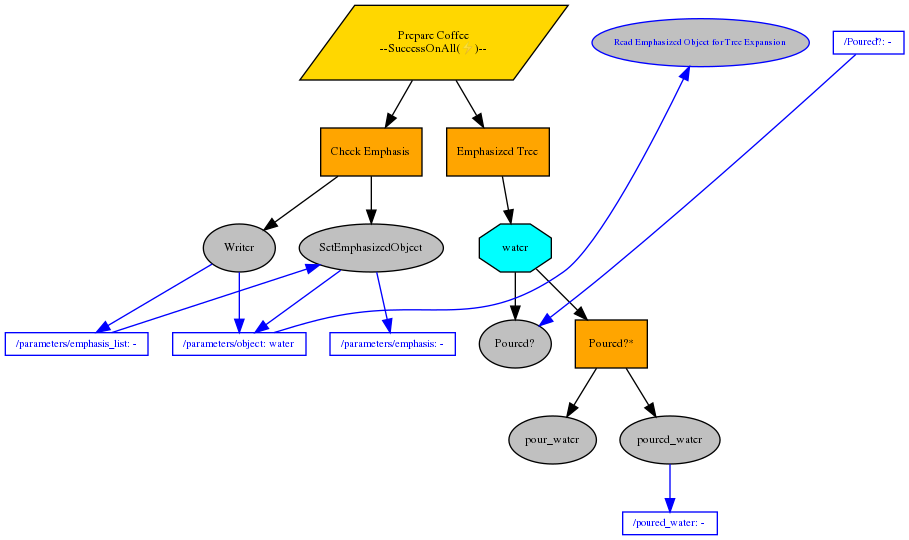 Prepare Coffee
--SuccessOnAll(⚡)--
Read Emphasized Object for Tree Expansion
/Poured?: -
Check Emphasis
Emphasized Tree
Writer
SetEmphasizedObject
water
/parameters/emphasis_list: -
/parameters/object: water
/parameters/emphasis: -
Poured?
Poured?*
pour_water
poured_water
/poured_water: -